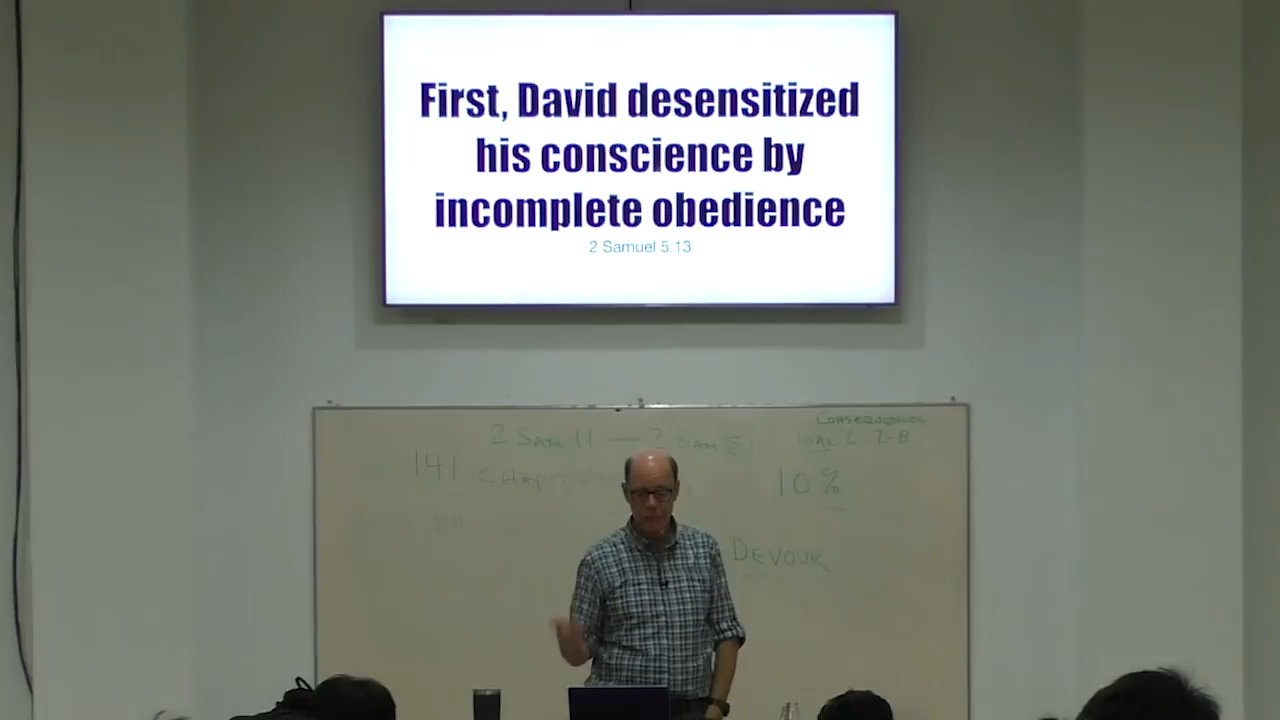 First, David desensitized
his conscience by
incomplete obedience
2 Samuel 5:13
CONSEQUENCES
2 SAM 11 — 2 SAM 5
GAL 6:7-8
141 CHAPTERS
10%
DEVOUR